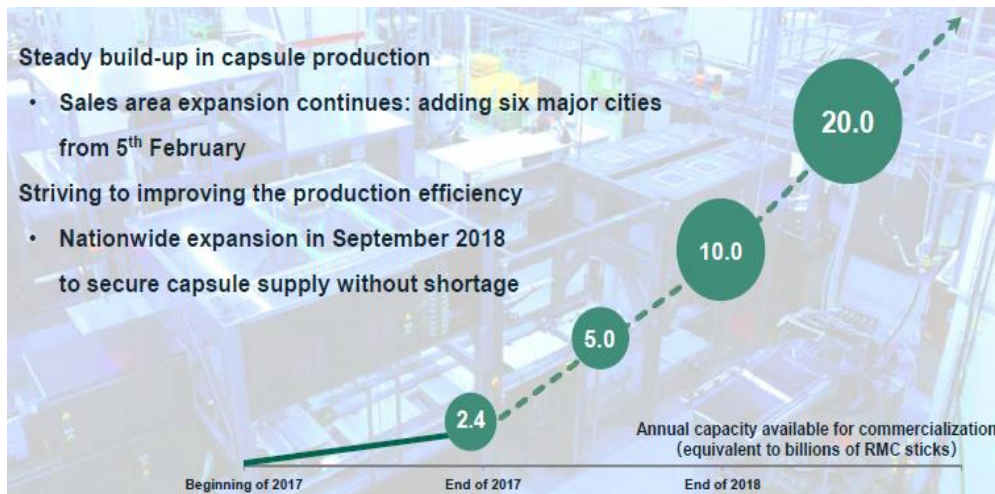 Steady build-up in capsule production
• Sales area expansion continues: adding six major cities
from 5th February
Striving to improving the production efficiency
• Nationwide expansion in September 2018
to secure capsule supply without shortage
20.0
10.0
5.0
2.4
Annual capacity available for commercialization
(equivalent to billions of RMC sticks)
Beginning of 2017
End of 2017
End of 2018